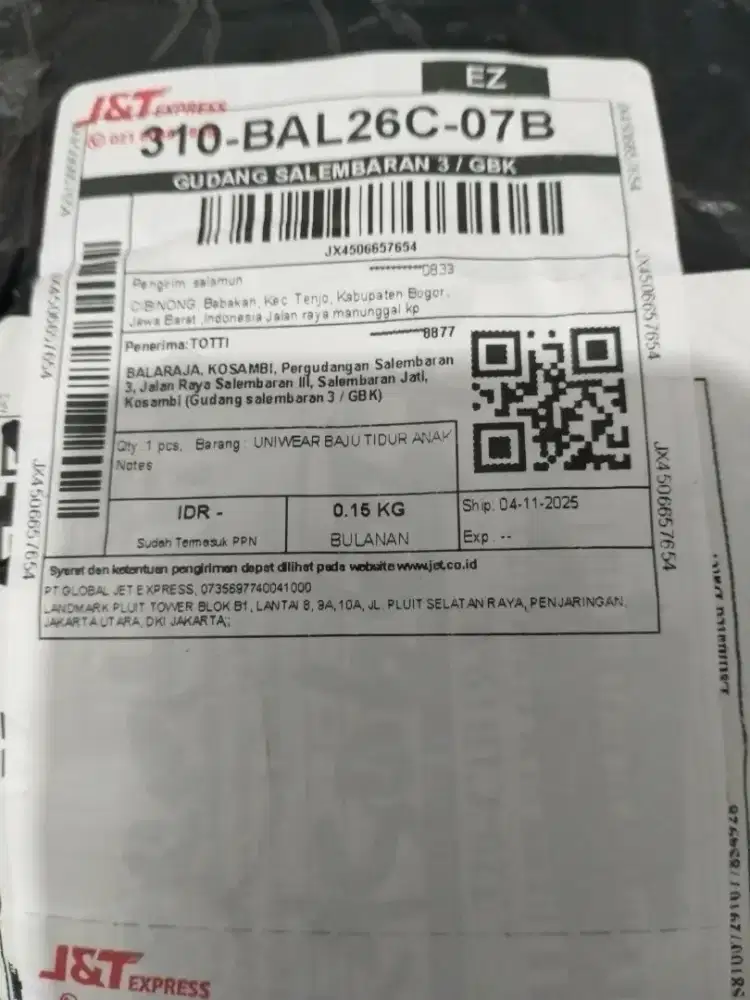 EZ
J&T EXPRESS
021
310-BAL26C-07B
GUDANG SALEMBARAN 3 / GBK
JX4506657654
Pengirim salamun
**********0833
CIBINONG Babakan, Kec Tenjo, Kabupaten Bogor,
Jawa Barat ,Indonesia Jalan raya manunggal kp
Penerima: TOTTI
**********8877
BALARAJA, KOSAMBI, Pergudangan Salembaran
3, Jalan Raya Salembaran III, Salembaran Jati,
Kosambi (Gudang salembaran 3 / GBK)
Qty 1 pcs, Barang : UNIWEAR BAJU TIDUR ANAK
Notes
IDR -
Sudah Termasuk PPN
0.15 KG
BULANAN
Ship: 04-11-2025
Exp. --
Syarat dan ketentuan pengiriman dapat dilihat pada website www.jet.co.id
PT GLOBAL JET EXPRESS, 0735697740041000
LANDMARK PLUIT TOWER BLOK B1, LANTAI 8, 9A, 10A, JL. PLUIT SELATAN RAYA, PENJARINGAN,
JAKARTA UTARA, DKI JAKARTA;;
JX4506657654
JX4506657654
JX4506657654
JX4506657654
J&T EXPRESS